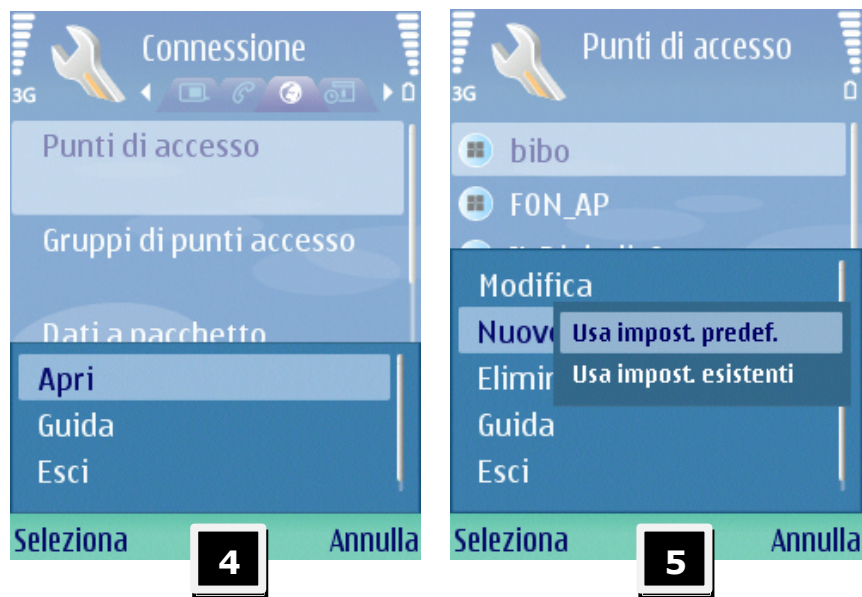 Connessione
3G
Punti di accesso
Gruppi di punti accesso
Dati a pacchetto
Apri
Guida
Esci
Seleziona Annulla
4
Punti di accesso
3G
bibo
FON_AP
Modifica
Usa impost. predef.
Usa impost. esistenti
Guida
Esci
Seleziona Annulla
5